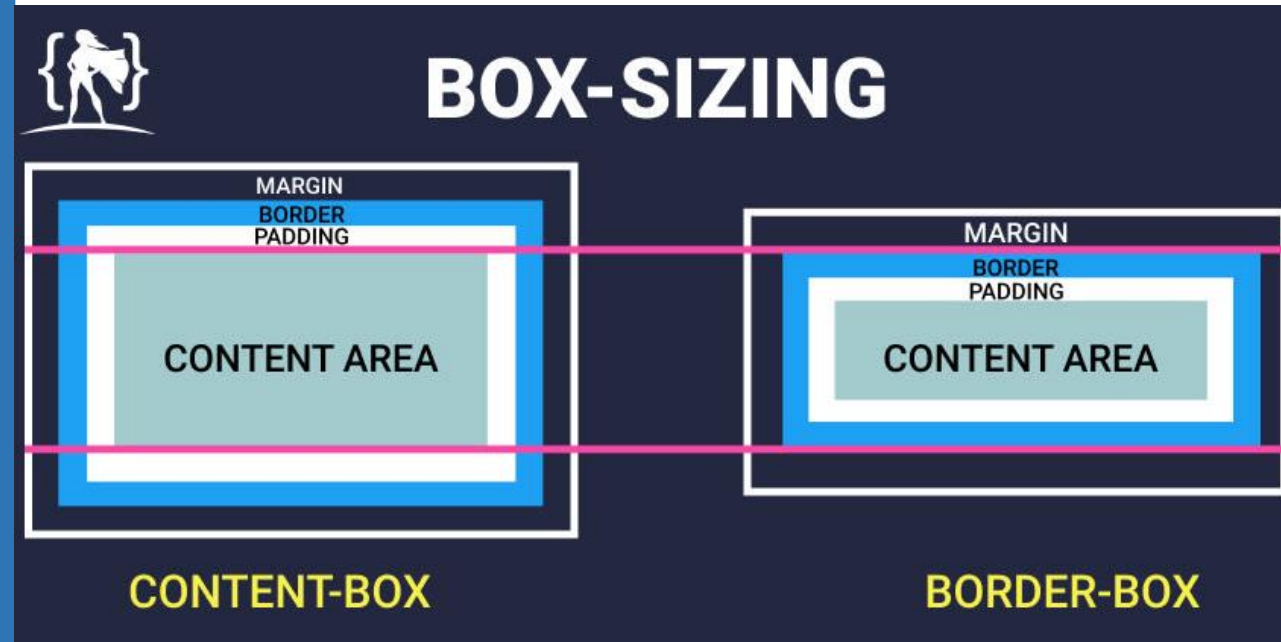 BOX-SIZING
MARGIN
BORDER
PADDING
CONTENT AREA
CONTENT-BOX
MARGIN
BORDER
PADDING
CONTENT AREA
BORDER-BOX